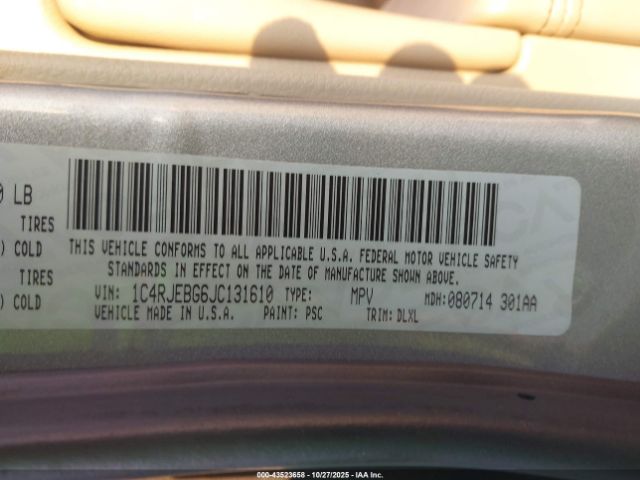 0 LB
TIRES
) COLD
TIRES
) COLD
THIS VEHICLE CONFORMS TO ALL APPLICABLE U.S.A. FEDERAL MOTOR VEHICLE SAFETY
STANDARDS IN EFFECT ON THE DATE OF MANUFACTURE SHOWN ABOVE.
VIN: 1C4RJEBG6JC131610 TYPE: MPV MDH: 080714 301AA
VEHICLE MADE IN U.S.A. PAINT: PSC TRIM: DLXL
00-43523658 | 10/27/2025 | IAA Inc.